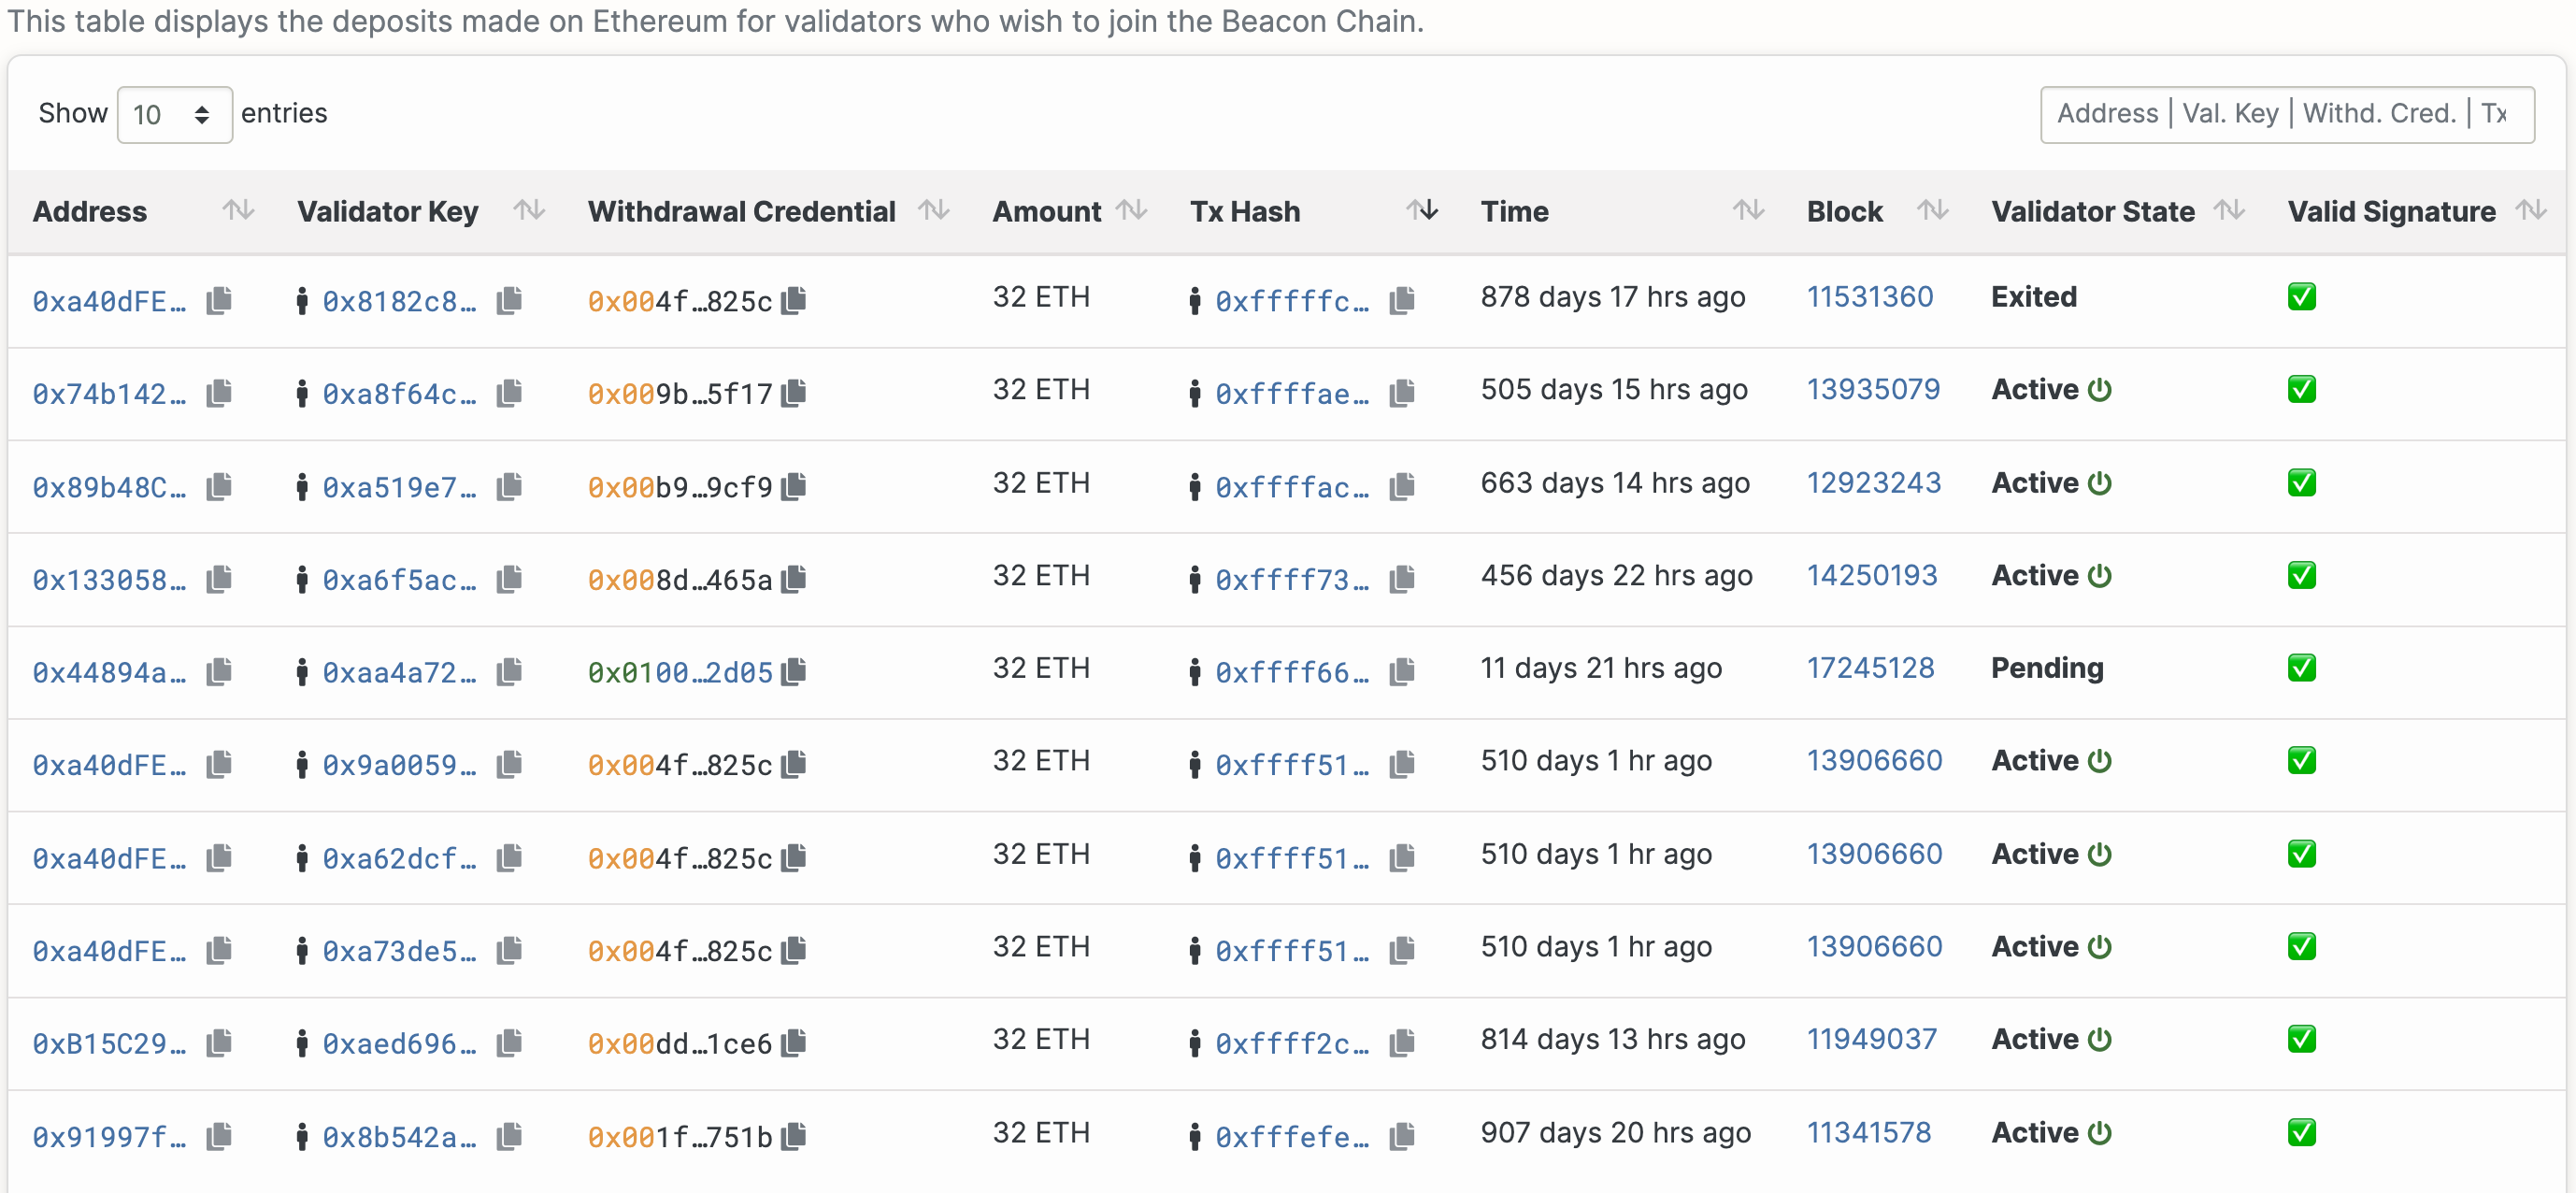 This table displays the deposits made on Ethereum for validators who wish to join the Beacon Chain.
Show 10 entries Address | Val. Key | Withd. Cred. | Tx
Address Validator Key Withdrawal Credential Amount Tx Hash Time Block Validator State Valid Signature
0xa40dFE… 0x8182c8… 0x004f…825c 32 ETH 0xfffffc… 878 days 17 hrs ago 11531360 Exited
0x74b142… 0xa8f64c… 0x009b…5f17 32 ETH 0xffffae… 505 days 15 hrs ago 13935079 Active
0x89b48C… 0xa519e7… 0x00b9…9cf9 32 ETH 0xffffac… 663 days 14 hrs ago 12923243 Active
0x133058… 0xa6f5ac… 0x008d…465a 32 ETH 0xffff73… 456 days 22 hrs ago 14250193 Active
0x44894a… 0xaa4a72… 0x0100…2d05 32 ETH 0xffff66… 11 days 21 hrs ago 17245128 Pending
0xa40dFE… 0x9a0059… 0x004f…825c 32 ETH 0xffff51… 510 days 1 hr ago 13906660 Active
0xa40dFE… 0xa62dcf… 0x004f…825c 32 ETH 0xffff51… 510 days 1 hr ago 13906660 Active
0xa40dFE… 0xa73de5… 0x004f…825c 32 ETH 0xffff51… 510 days 1 hr ago 13906660 Active
0xB15C29… 0xaed696… 0x00dd…1ce6 32 ETH 0xffff2c… 814 days 13 hrs ago 11949037 Active
0x91997f… 0x8b542a… 0x001f…751b 32 ETH 0xfffefe… 907 days 20 hrs ago 11341578 Active